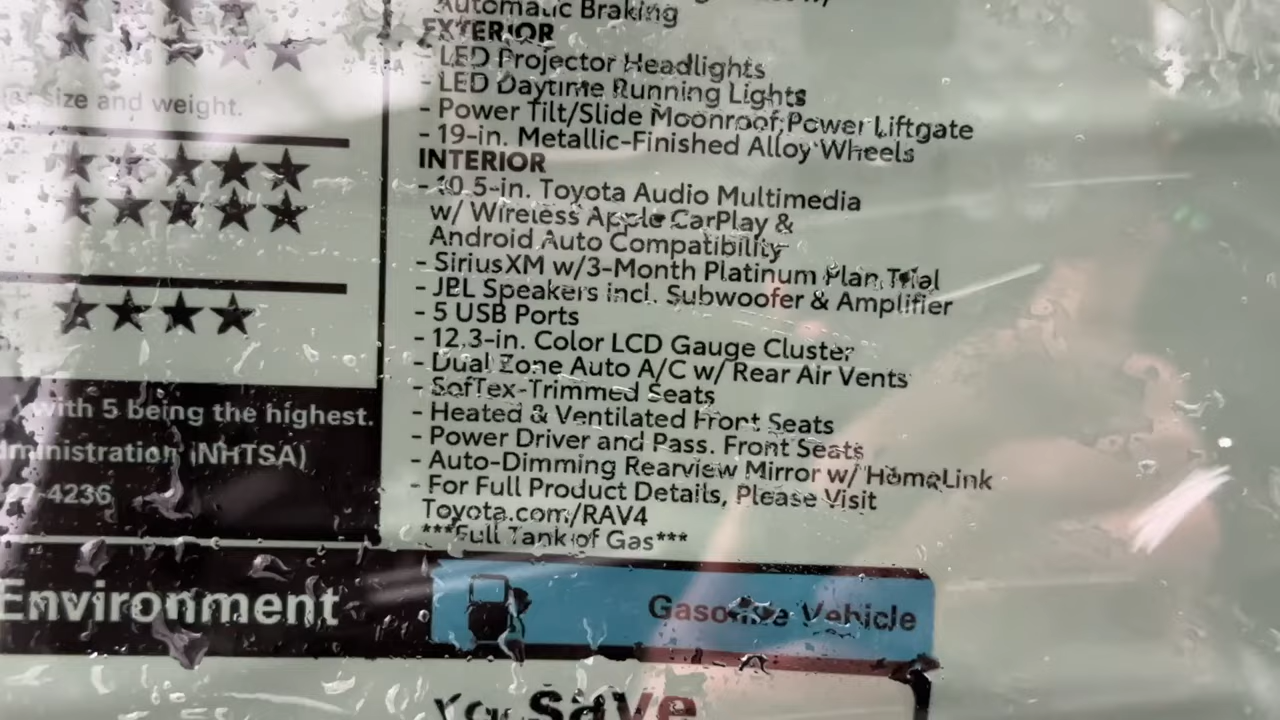 Automatic Braking
EXTERIOR
- LED Projector Headlights
- LED Daytime Running Lights
- Power Tilt/Slide Moonroof;Power Liftgate
- 19-in. Metallic-Finished Alloy Wheels
INTERIOR
- 10.5-in. Toyota Audio Multimedia
w/ Wireless Apple CarPlay &
Android Auto Compatibility
- SiriusXM w/3-Month Platinum Plan Trial
- JBL Speakers incl. Subwoofer & Amplifier
- 5 USB Ports
- 12.3-in. Color LCD Gauge Cluster
- Dual Zone Auto A/C w/ Rear Air Vents
- SofTex-Trimmed Seats
- Heated & Ventilated Front Seats
- Power Driver and Pass. Front Seats
- Auto-Dimming Rearview Mirror w/ HomeLink
- For Full Product Details, Please Visit
Toyota.com/RAV4
***Full Tank of Gas***
size and weight.
with 5 being the highest.
ministration (NHTSA)
-4236
Environment
Gasoline Vehicle
You save